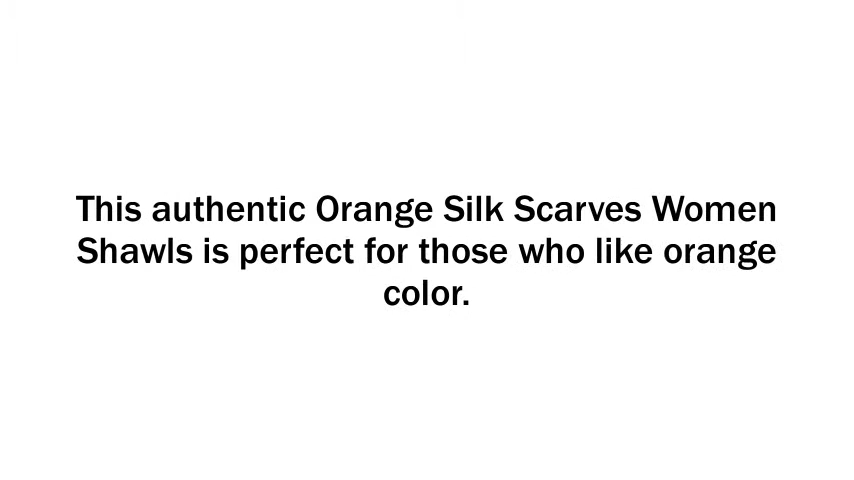 This authentic Orange Silk Scarves Women
Shawls is perfect for those who like orange
color.